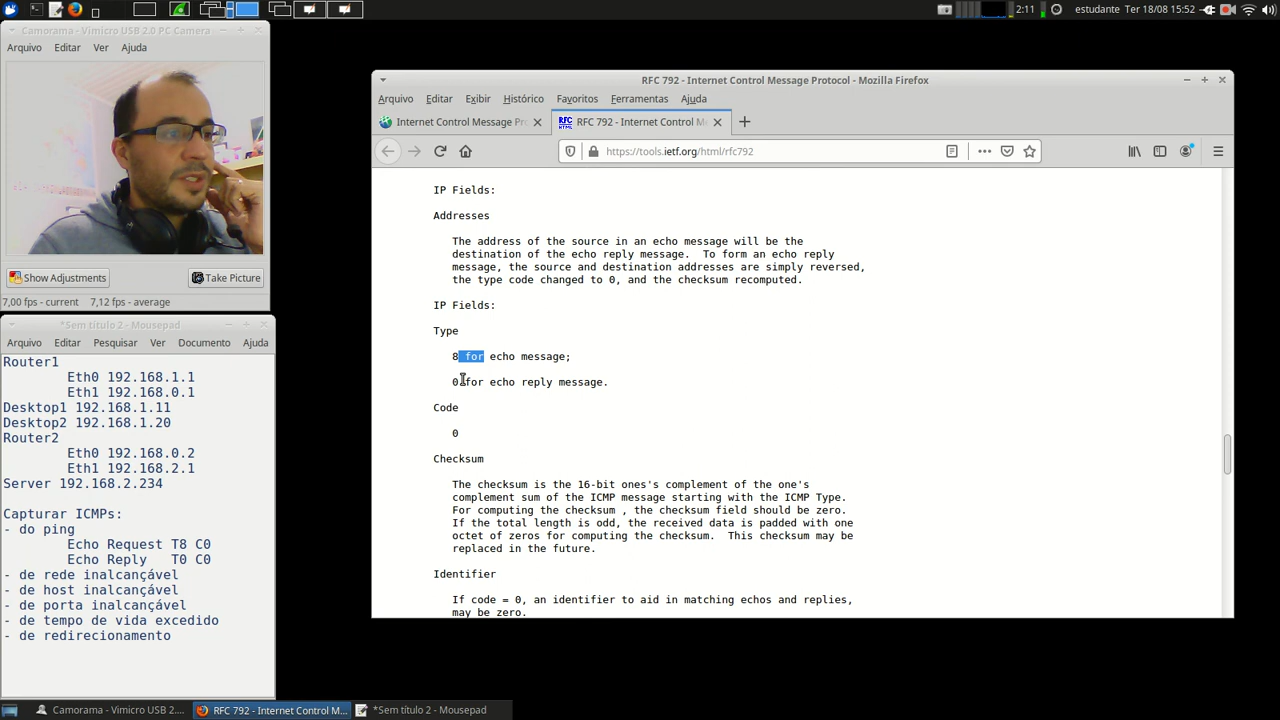 2:11
estudante
Ter 18/08 15:52
Camorama - Vimicro USB 2.0 PC Camera
Arquivo Editar Ver Ajuda
Show Adjustments
Take Picture
7,00 fps - current 7,12 fps - average
*Sem título 2 - Mousepad
Arquivo Editar Pesquisar Ver Documento Ajuda
Router1
Eth0 192.168.1.1
Eth1 192.168.0.1
Desktop1 192.168.1.11
Desktop2 192.168.1.20
Router2
Eth0 192.168.0.2
Eth1 192.168.2.1
Server 192.168.2.234
Capturar ICMPs:
- do ping
Echo Request T8 C0
Echo Reply T0 C0
- de rede inalcançável
- de host inalcançável
- de porta inalcançável
- de tempo de vida excedido
- de redirecionamento
RFC 792 - Internet Control Message Protocol - Mozilla Firefox
Arquivo Editar Exibir Histórico Favoritos Ferramentas Ajuda
Internet Control Message Pro
RFC HTML
RFC 792 - Internet Control Me
https://tools.ietf.org/html/rfc792
IP Fields:
Addresses
The address of the source in an echo message will be the
destination of the echo reply message. To form an echo reply
message, the source and destination addresses are simply reversed,
the type code changed to 0, and the checksum recomputed.
IP Fields:
Type
8 for echo message;
0 for echo reply message.
Code
0
Checksum
The checksum is the 16-bit ones's complement of the one's
complement sum of the ICMP message starting with the ICMP Type.
For computing the checksum , the checksum field should be zero.
If the total length is odd, the received data is padded with one
octet of zeros for computing the checksum. This checksum may be
replaced in the future.
Identifier
If code = 0, an identifier to aid in matching echos and replies,
may be zero.
Camorama - Vimicro USB 2....
RFC 792 - Internet Control M...
*Sem título 2 - Mousepad